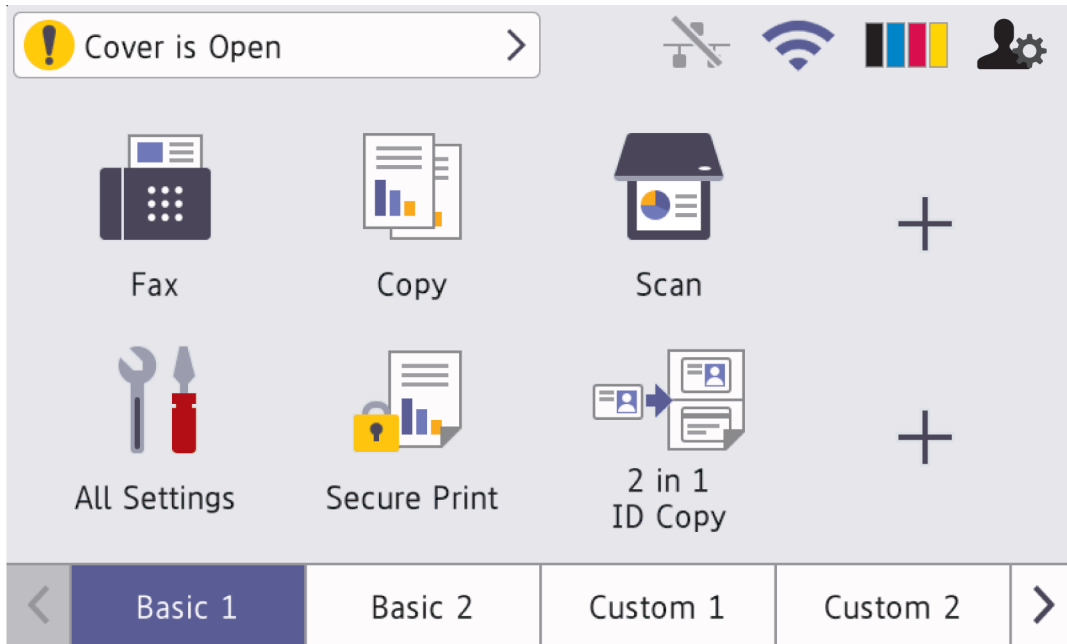 Cover is Open
Fax
Copy
Scan
All Settings
Secure Print
2 in 1
ID Copy
Basic 1
Basic 2
Custom 1
Custom 2